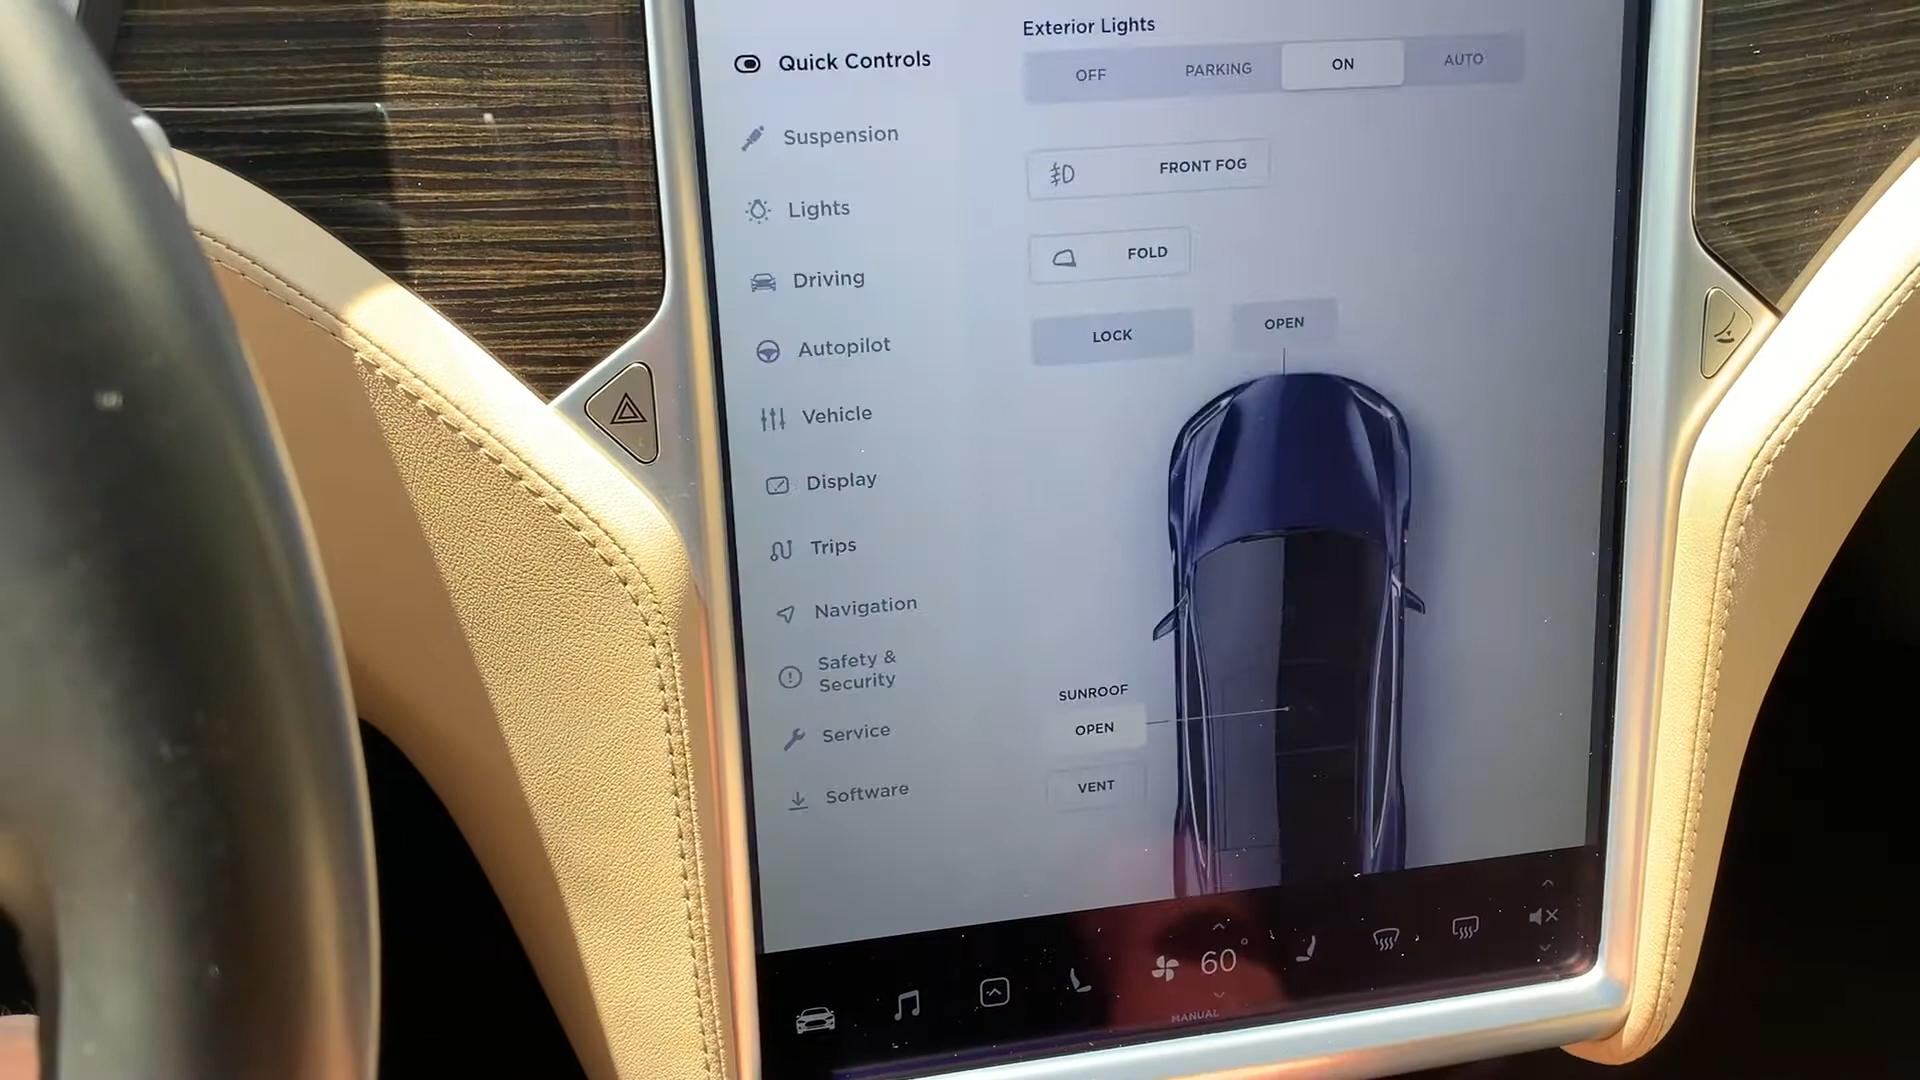 Quick Controls
Suspension
Lights
Driving
Autopilot
Vehicle
Display
Trips
Navigation
Safety &
Security
Service
Software
Exterior Lights
OFF PARKING ON AUTO
FRONT FOG
FOLD
LOCK
OPEN
SUNROOF
OPEN
VENT
60°
MANUAL